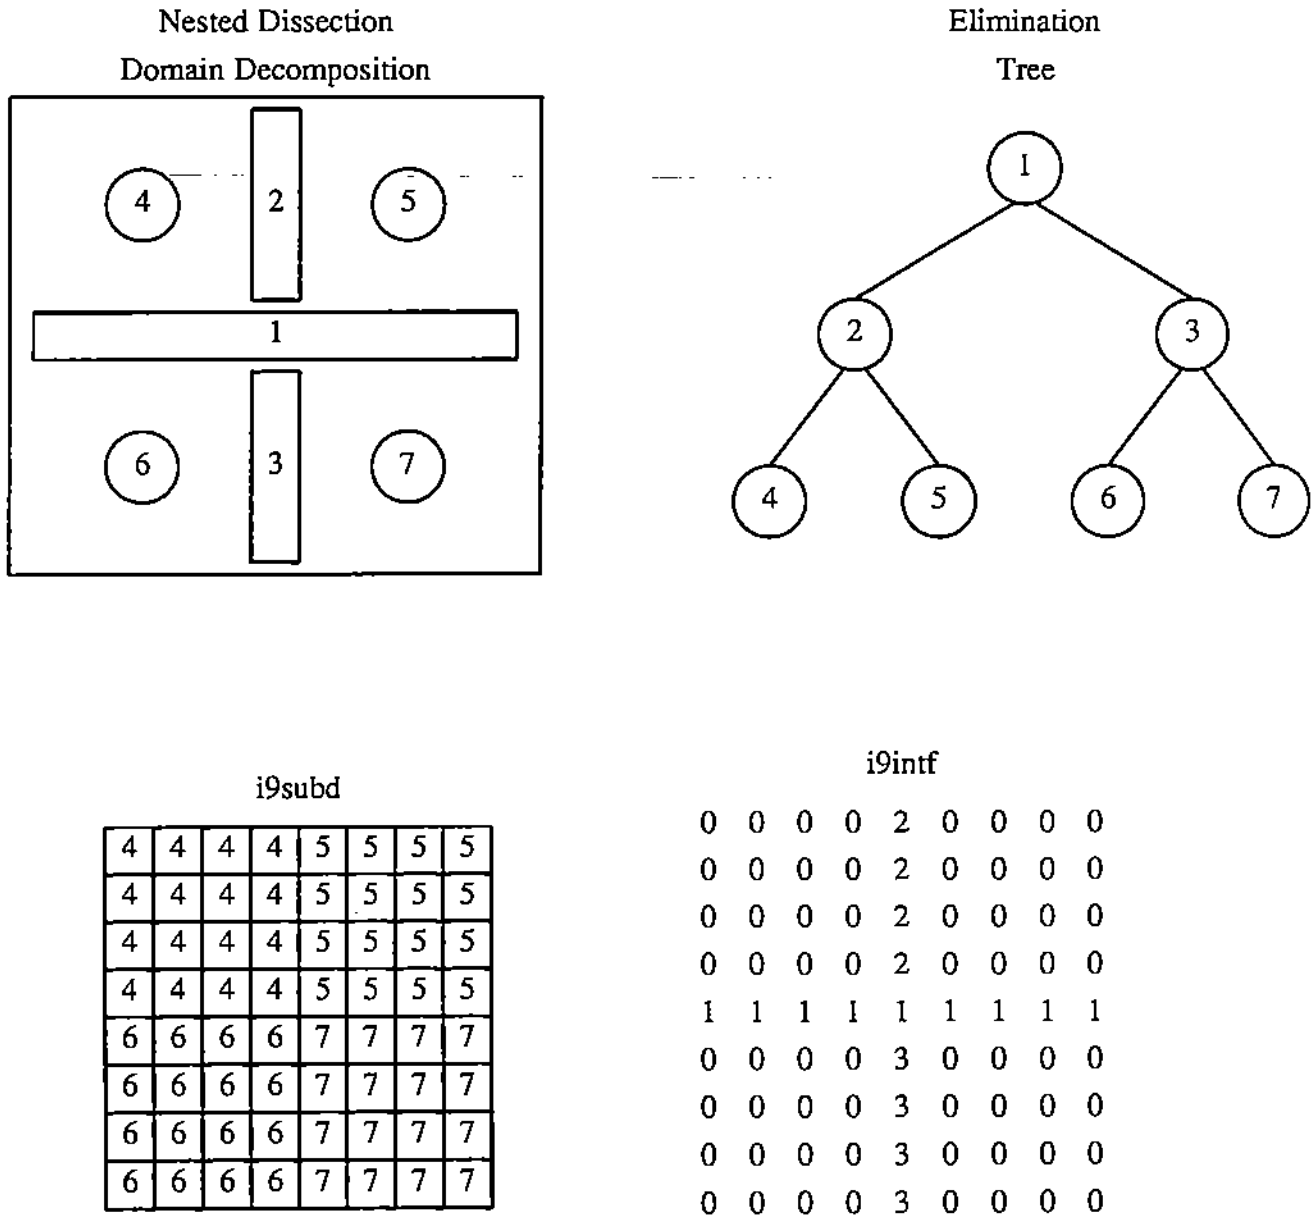 Nested Dissection
Domain Decomposition
4 2 5
1
6 3 7
Elimination
Tree
1
2 3
4 5 6 7
i9subd
4 4 4 4 5 5 5 5
4 4 4 4 5 5 5 5
4 4 4 4 5 5 5 5
4 4 4 4 5 5 5 5
6 6 6 6 7 7 7 7
6 6 6 6 7 7 7 7
6 6 6 6 7 7 7 7
6 6 6 6 7 7 7 7
i9intf
0 0 0 0 2 0 0 0 0
0 0 0 0 2 0 0 0 0
0 0 0 0 2 0 0 0 0
0 0 0 0 2 0 0 0 0
1 1 1 1 1 1 1 1 1
0 0 0 0 3 0 0 0 0
0 0 0 0 3 0 0 0 0
0 0 0 0 3 0 0 0 0
0 0 0 0 3 0 0 0 0